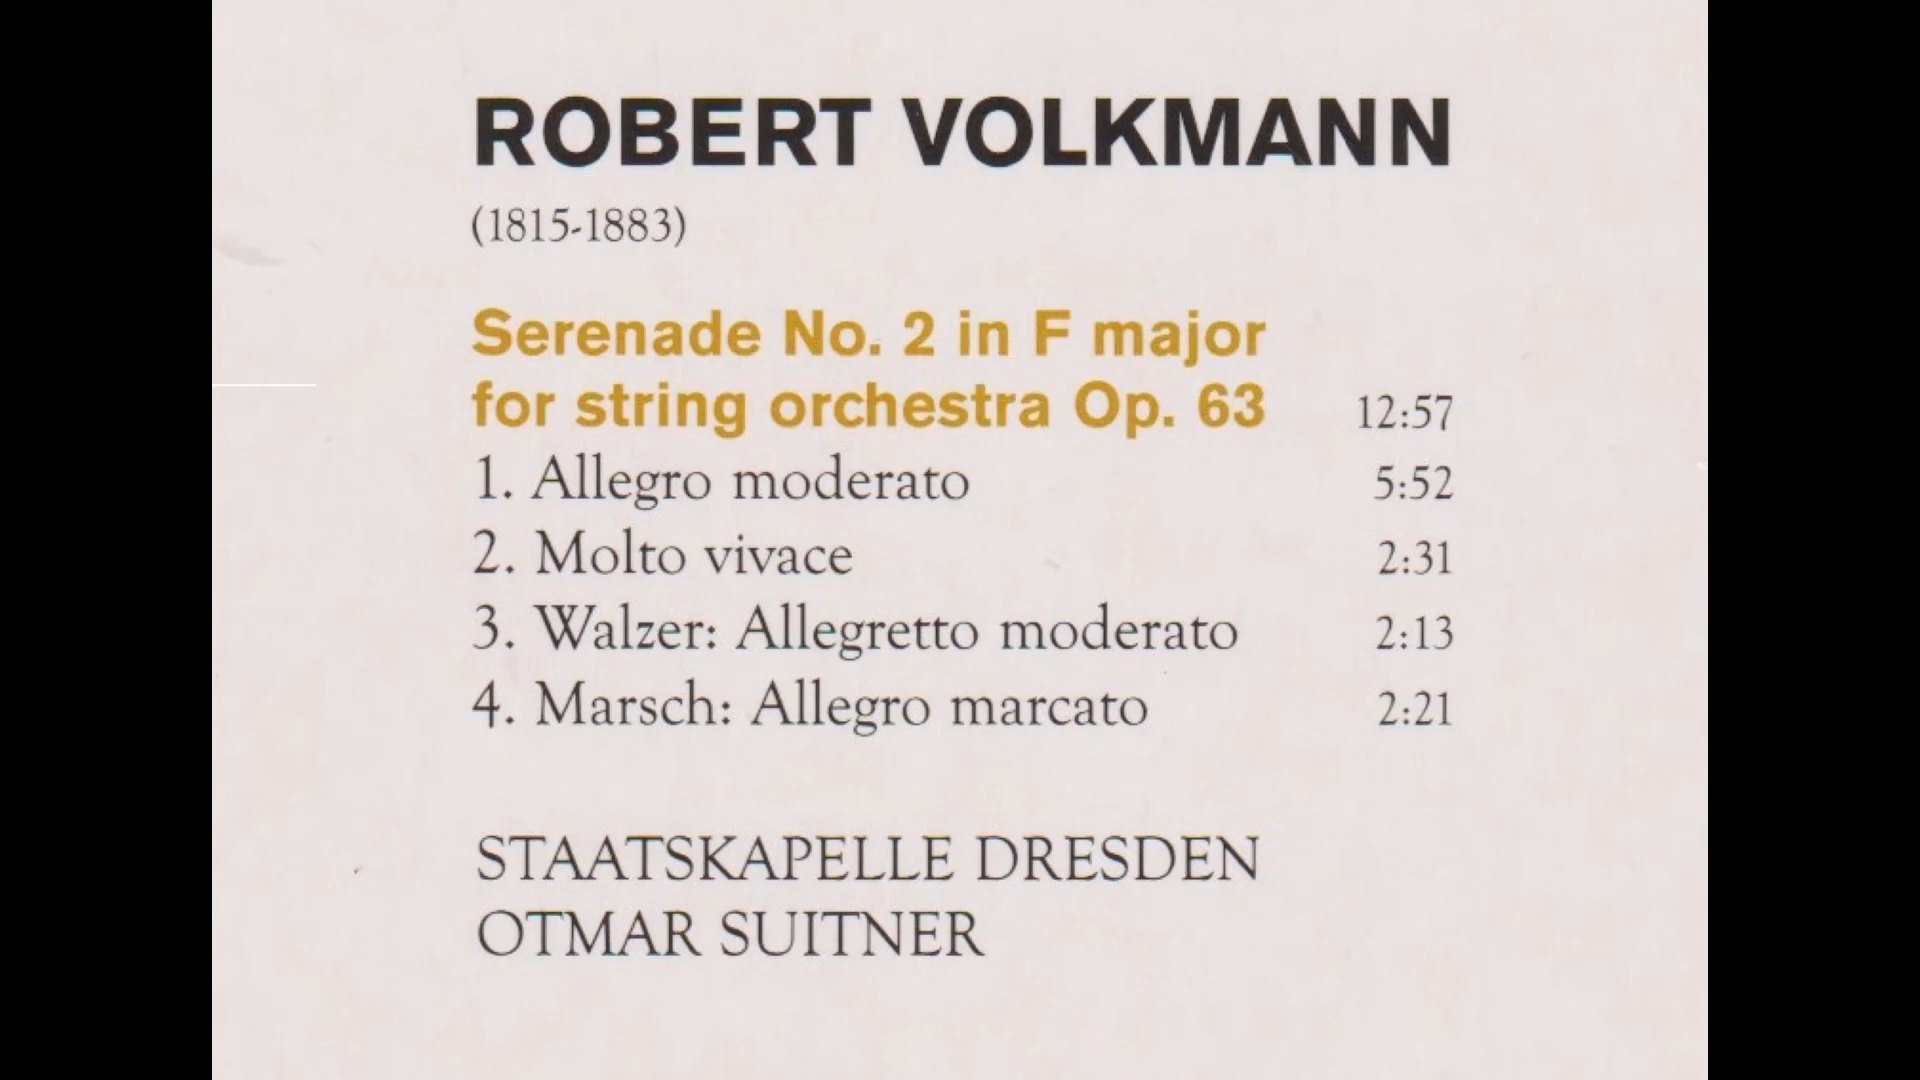 ROBERT VOLKMANN
(1815-1883)
Serenade No. 2 in F major
for string orchestra Op. 63 12:57
1. Allegro moderato 5:52
2. Molto vivace 2:31
3. Walzer: Allegretto moderato 2:13
4. Marsch: Allegro marcato 2:21
STAATSKAPELLE DRESDEN
OTMAR SUITNER